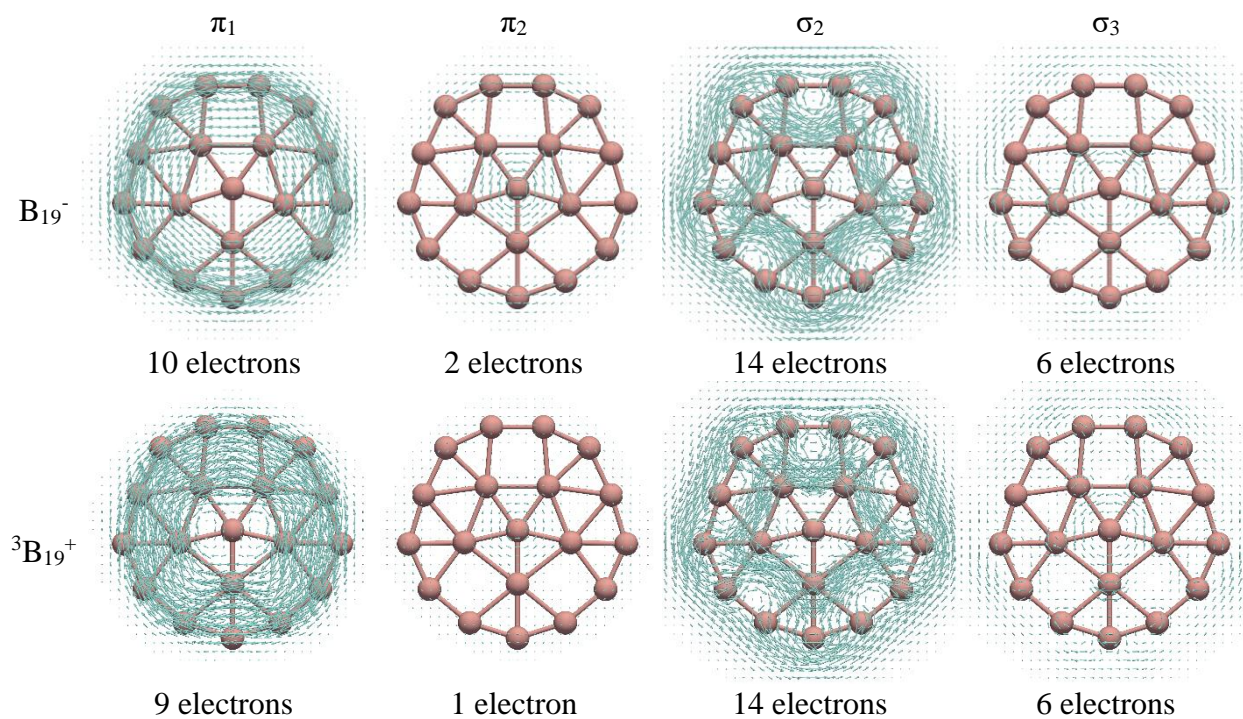 π₁ π₂ σ₂ σ₃
B₁₉⁻
10 electrons 2 electrons 14 electrons 6 electrons
³B₁₉⁺
9 electrons 1 electron 14 electrons 6 electrons